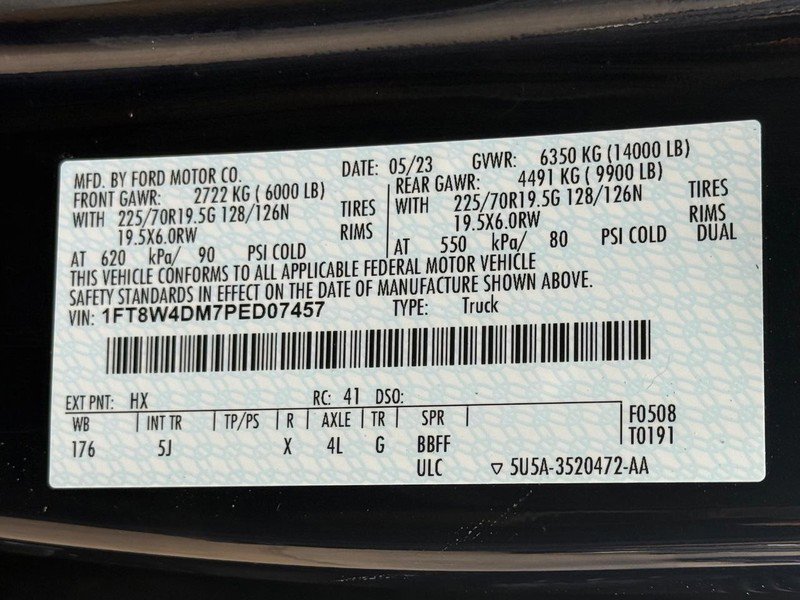 MFD. BY FORD MOTOR CO. DATE: 05/23 GVWR: 6350 KG (14000 LB)
FRONT GAWR: 2722 KG ( 6000 LB) REAR GAWR: 4491 KG ( 9900 LB)
WITH 225/70R19.5G 128/126N TIRES WITH 225/70R19.5G 128/126N TIRES
19.5X6.0RW RIMS 19.5X6.0RW RIMS
AT 620 kPa/ 90 PSI COLD AT 550 kPa/ 80 PSI COLD DUAL
THIS VEHICLE CONFORMS TO ALL APPLICABLE FEDERAL MOTOR VEHICLE
SAFETY STANDARDS IN EFFECT ON THE DATE OF MANUFACTURE SHOWN ABOVE.
VIN: 1FT8W4DM7PED07457 TYPE: Truck
EXT PNT: HX RC: 41 DSO:
WB INT TR TP/PS R AXLE TR SPR F0508
176 5J X 4L G BBFF T0191
ULC ▽ 5U5A-3520472-AA